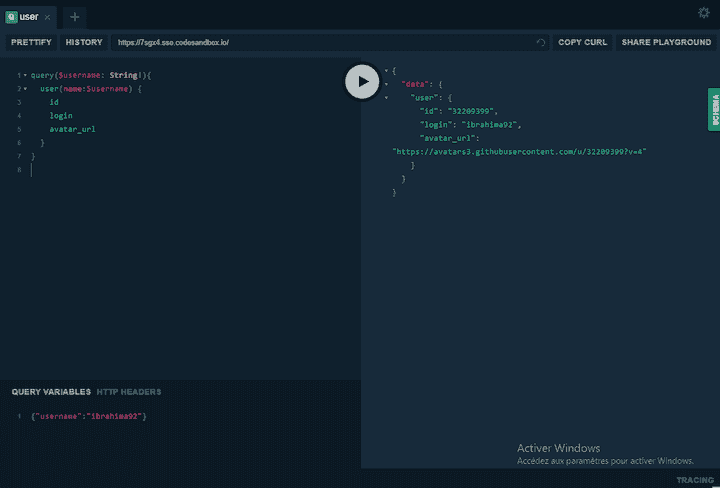 Q user ×
+
PRETTIFY HISTORY https://7sgx4.sse.codesandbox.io/ COPY CURL SHARE PLAYGROUND
1 query($username: String!){
2 user(name:$username) {
3 id
4 login
5 avatar_url
6 }
7 }
8
{
"data": {
"user": {
"id": "32209399",
"login": "ibrahima92",
"avatar_url":
"https://avatars3.githubusercontent.com/u/32209399?v=4"
}
}
}
SCHEMA
QUERY VARIABLES HTTP HEADERS
1 {"username":"ibrahima92"}
Activer Windows
Accédez aux paramètres pour activer Windows.
TRACING